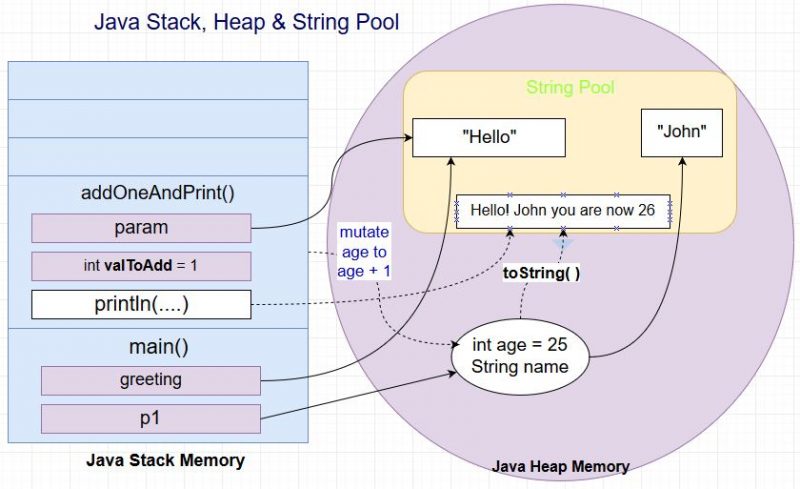 Java Stack, Heap & String Pool
String Pool
"Hello"
"John"
Hello! John you are now 26
addOneAndPrint()
param
int valToAdd = 1
println(....)
mutate
age to
age + 1
toString( )
main()
greeting
p1
int age = 25
String name
Java Stack Memory
Java Heap Memory